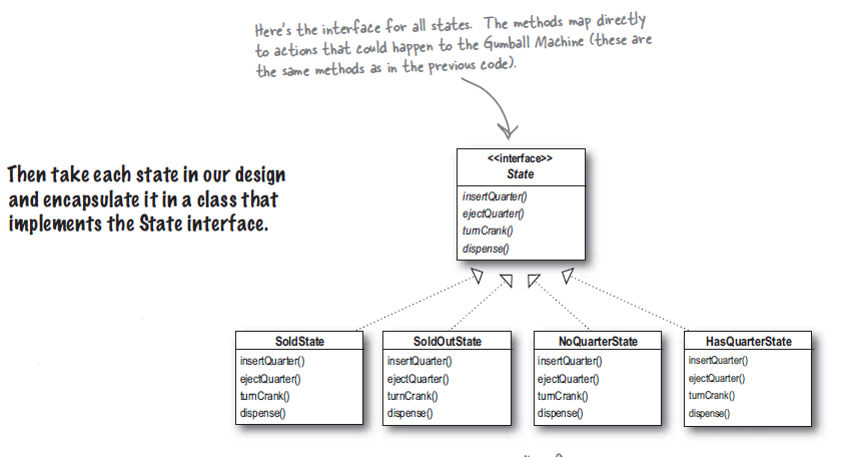 Here's the interface for all states. The methods map directly
to actions that could happen to the Gumball Machine (these are
the same methods as in the previous code).
Then take each state in our design
and encapsulate it in a class that
implements the State interface.
<<interface>>
State
insertQuarter()
ejectQuarter()
turnCrank()
dispense()
SoldState
insertQuarter()
ejectQuarter()
turnCrank()
dispense()
SoldOutState
insertQuarter()
ejectQuarter()
turnCrank()
dispense()
NoQuarterState
insertQuarter()
ejectQuarter()
turnCrank()
dispense()
HasQuarterState
insertQuarter()
ejectQuarter()
turnCrank()
dispense()